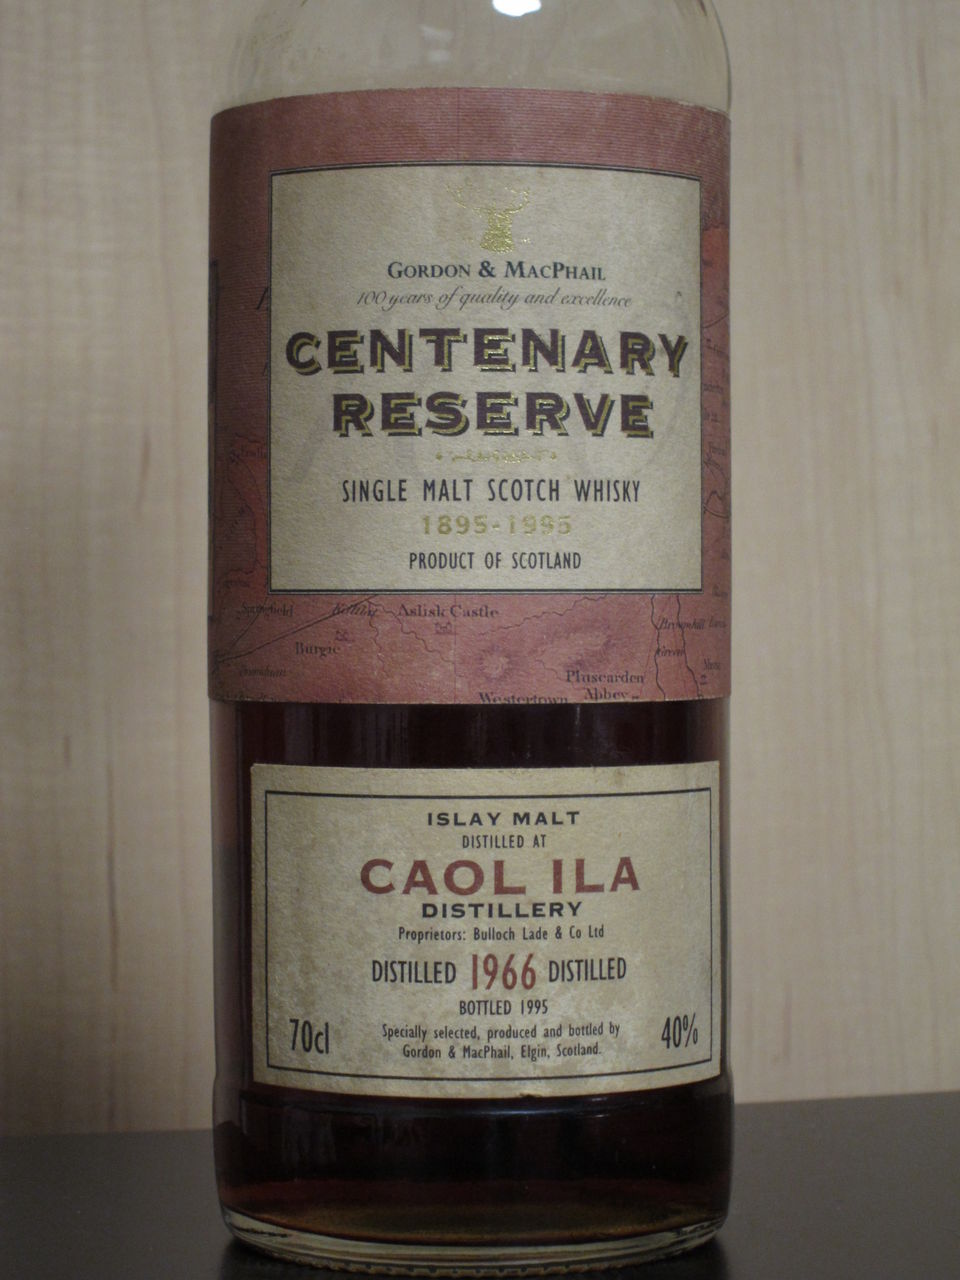 GORDON & MACPHAIL
100 years of quality and excellence
CENTENARY
RESERVE
SINGLE MALT SCOTCH WHISKY
1895-1995
PRODUCT OF SCOTLAND
Springfield
Aslisk Castle
Burgie
Pluscarden
Abbey
Westertown
ISLAY MALT
DISTILLED AT
CAOL ILA
DISTILLERY
Proprietors: Bulloch Lade & Co Ltd
DISTILLED 1966 DISTILLED
BOTTLED 1995
70cl
Specially selected, produced and bottled by
Gordon & MacPhail, Elgin, Scotland.
40%